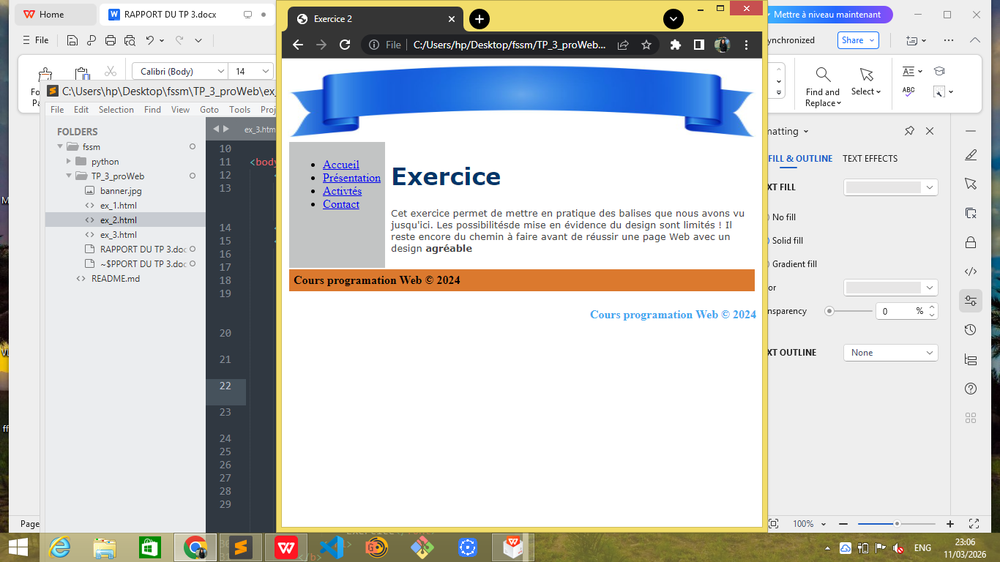 Home
RAPPORT DU TP 3.docx
Exercice 2
Mettre à niveau maintenant
File
File
C:/Users/hp/Desktop/fssm/TP_3_proWeb...
ynchronized
Share
Calibri (Body)
14
Find and
Replace
Select
ABC
C:\Users\hp\Desktop\fssm\TP_3_proWeb\ex_
File Edit Selection Find View Goto Tools Proj
FOLDERS
fssm
python
TP_3_proWeb
banner.jpg
ex_1.html
ex_2.html
ex_3.html
RAPPORT DU TP 3.doc
~$PPORT DU TP 3.doc
README.md
ex_3.htm
10
11 <body
12
13
14
15
16
17
18
19
20
21
22
23
24
25
26
27
28
29
Accueil
Présentation
Activtés
Contact
Exercice
Cet exercice permet de mettre en pratique des balises que nous avons vu
jusqu'ici. Les possibilitésde mise en évidence du design sont limités ! Il
reste encore du chemin à faire avant de réussir une page Web avec un
design agréable
Cours programation Web © 2024
Cours programation Web © 2024
matting
FILL & OUTLINE TEXT EFFECTS
XT FILL
No fill
Solid fill
Gradient fill
or
nsparency
0 %
XT OUTLINE
None
Page
100%
ENG
23:06
11/03/2026